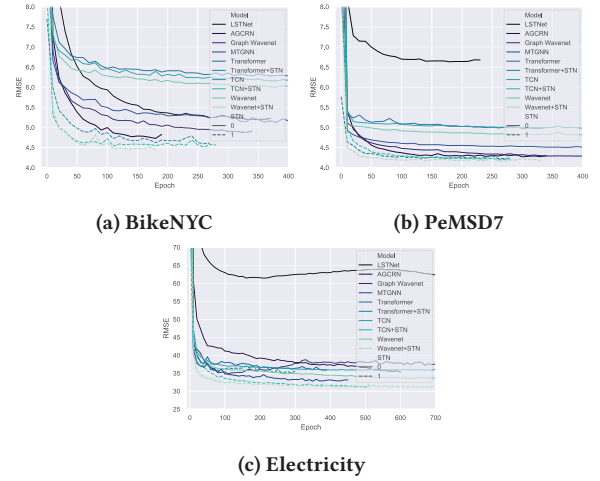 8.0
7.5
7.0
6.5
6.0
5.5
5.0
4.5
4.0
RMSE
0 50 100 150 200 250 300 350 400
Epoch
Model
LSTNet
AGCRN
Graph Wavenet
MTGNN
Transformer
Transformer+STN
TCN
TCN+STN
Wavenet
Wavenet+STN
STN
0
1
(a) BikeNYC
8.0
7.5
7.0
6.5
6.0
5.5
5.0
4.5
4.0
RMSE
0 50 100 150 200 250 300 350 400
Epoch
Model
LSTNet
AGCRN
Graph Wavenet
MTGNN
Transformer
Transformer+STN
TCN
TCN+STN
Wavenet
Wavenet+STN
STN
0
1
(b) PeMSD7
70
65
60
55
50
45
40
35
30
25
RMSE
0 100 200 300 400 500 600 700
Epoch
Model
LSTNet
AGCRN
Graph Wavenet
MTGNN
Transformer
Transformer+STN
TCN
TCN+STN
Wavenet
Wavenet+STN
STN
0
1
(c) Electricity